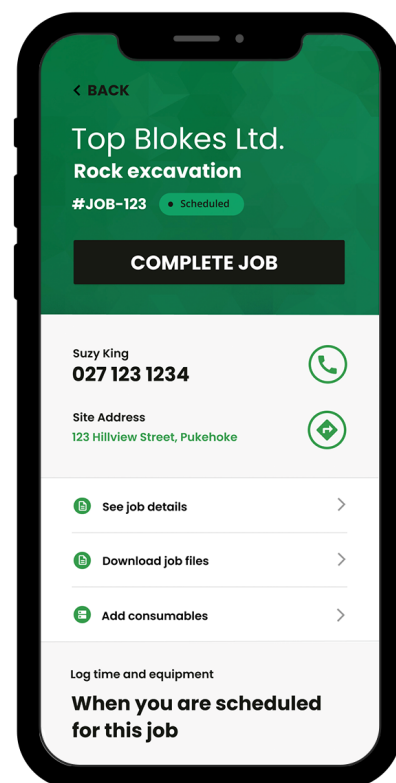 BACK
Top Blokes Ltd.
Rock excavation
#JOB-123 Scheduled
COMPLETE JOB
Suzy King
027 123 1234
Site Address
123 Hillview Street, Pukehoke
See job details
Download job files
Add consumables
Log time and equipment
When you are scheduled
for this job